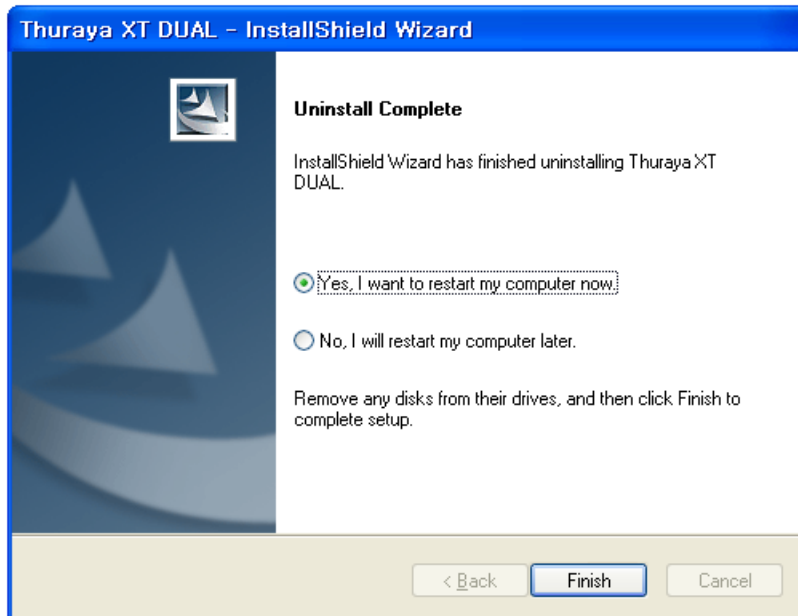 Thuraya XT DUAL - InstallShield Wizard
Uninstall Complete
InstallShield Wizard has finished uninstalling Thuraya XT
DUAL.
Yes, I want to restart my computer now.
No, I will restart my computer later.
Remove any disks from their drives, and then click Finish to
complete setup.
< Back
Finish
Cancel